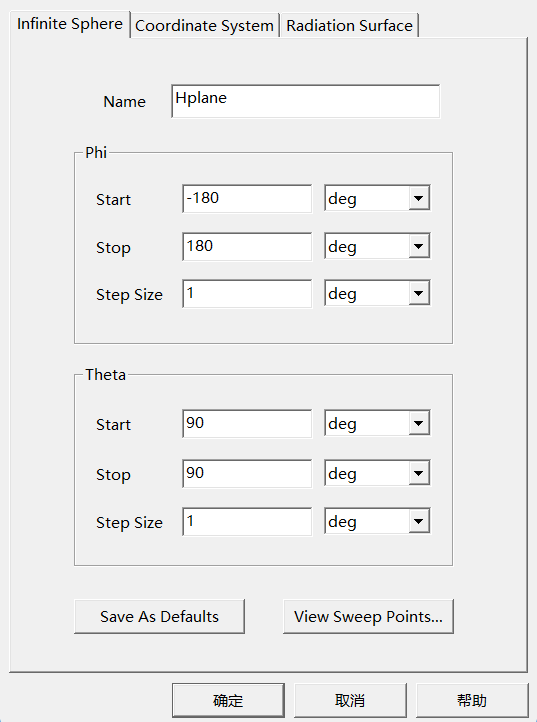 Infinite Sphere Coordinate System Radiation Surface
Name Hplane
Phi
Start -180 deg
Stop 180 deg
Step Size 1 deg
Theta
Start 90 deg
Stop 90 deg
Step Size 1 deg
Save As Defaults View Sweep Points...
确定 取消 帮助